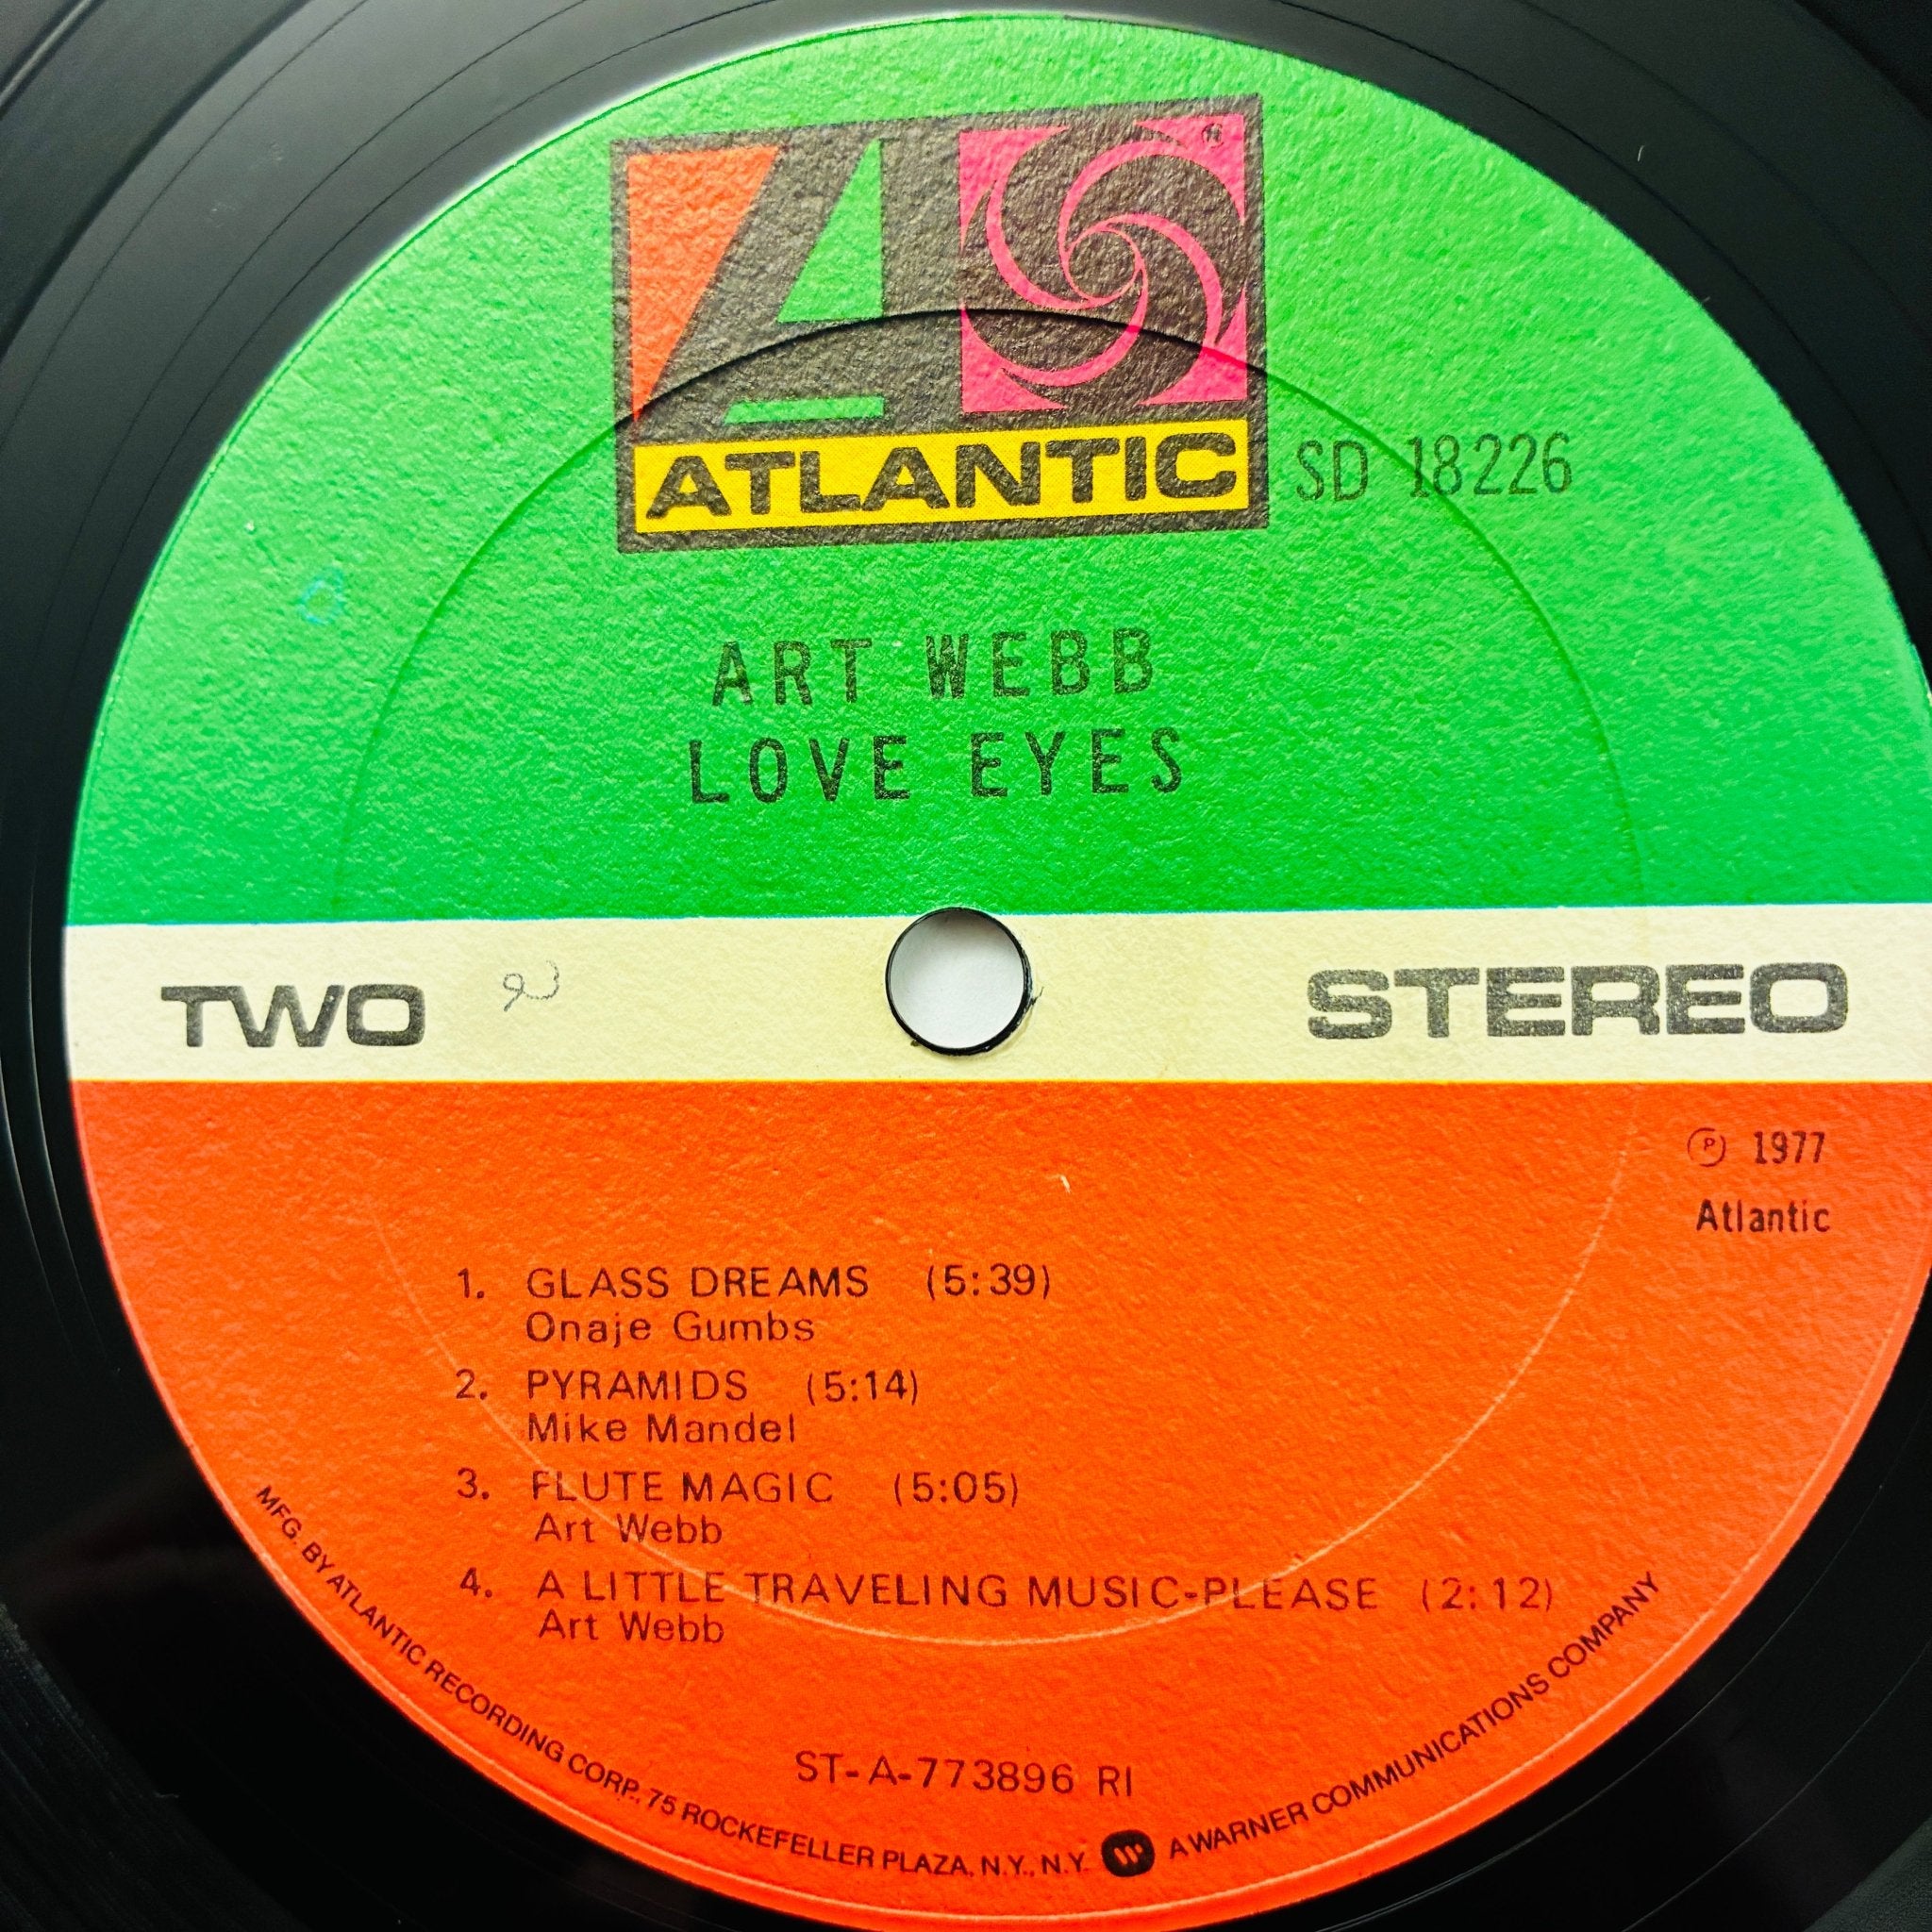 ATLANTIC
SD 18226
ART WEBB
LOVE EYES
TWO
STEREO
℗ 1977
Atlantic
1. GLASS DREAMS (5:39)
Onaje Gumbs
2. PYRAMIDS (5:14)
Mike Mandel
3. FLUTE MAGIC (5:05)
Art Webb
4. A LITTLE TRAVELING MUSIC-PLEASE (2:12)
Art Webb
ST-A-773896 RI
MFG. BY ATLANTIC RECORDING CORP., 75 ROCKEFELLER PLAZA, N.Y., N.Y. A WARNER COMMUNICATIONS COMPANY